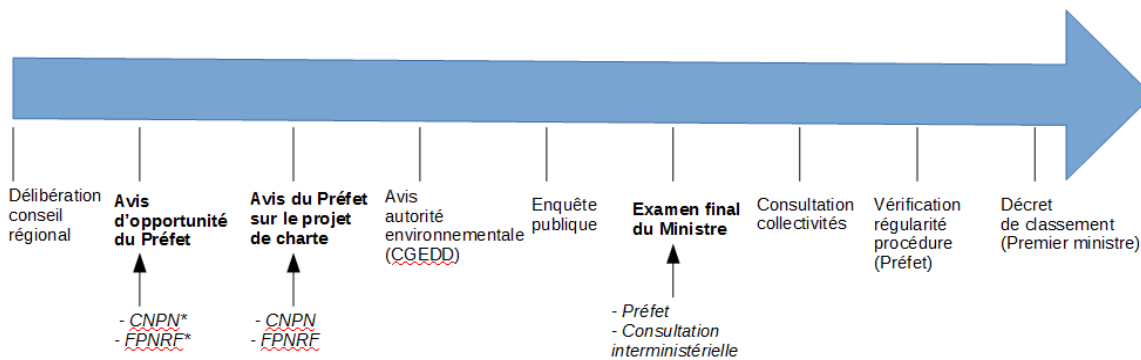 Délibération
conseil
régional
Avis
d'opportunité
du Préfet
Avis du Préfet
sur le projet
de charte
Avis
autorité
environnementale
(CGEDD)
Enquête
publique
Examen final
du Ministre
Consultation
collectivités
Vérification
régularité
procédure
(Préfet)
Décret
de classement
(Premier ministre)
- CNPN*
- FPNRF*
- CNPN
- FPNRF
- Préfet
- Consultation
interministérielle